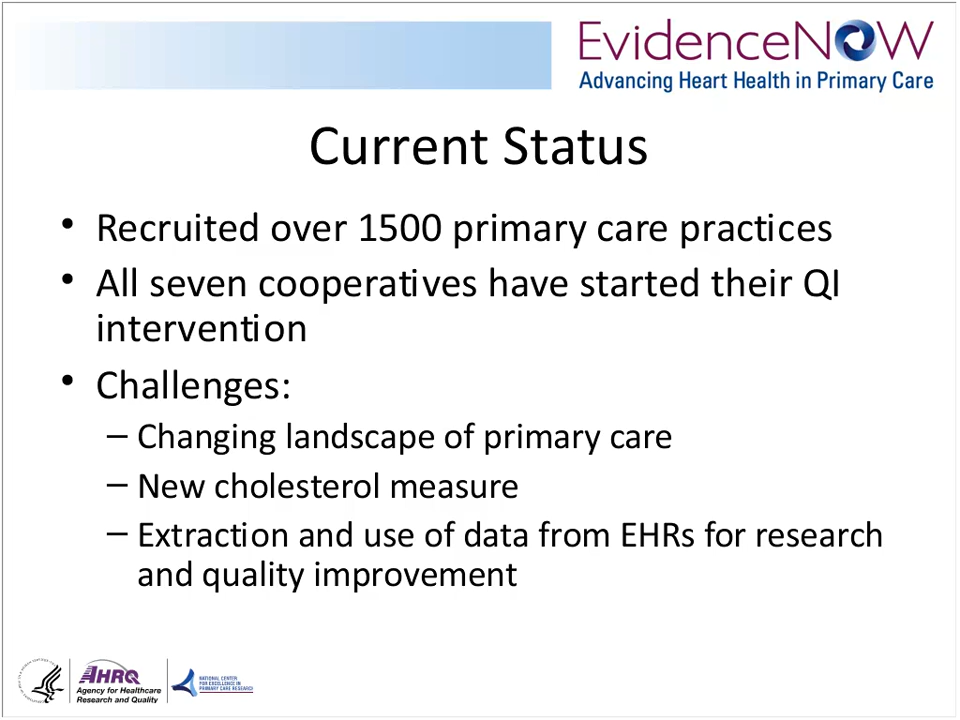 EvidenceNOW
Advancing Heart Health in Primary Care
Current Status
• Recruited over 1500 primary care practices
• All seven cooperatives have started their QI
intervention
• Challenges:
– Changing landscape of primary care
– New cholesterol measure
– Extraction and use of data from EHRs for research
and quality improvement
AHRQ
Agency for Healthcare
Research and Quality
NATIONAL CENTER
FOR EXCELLENCE IN
PRIMARY CARE RESEARCH